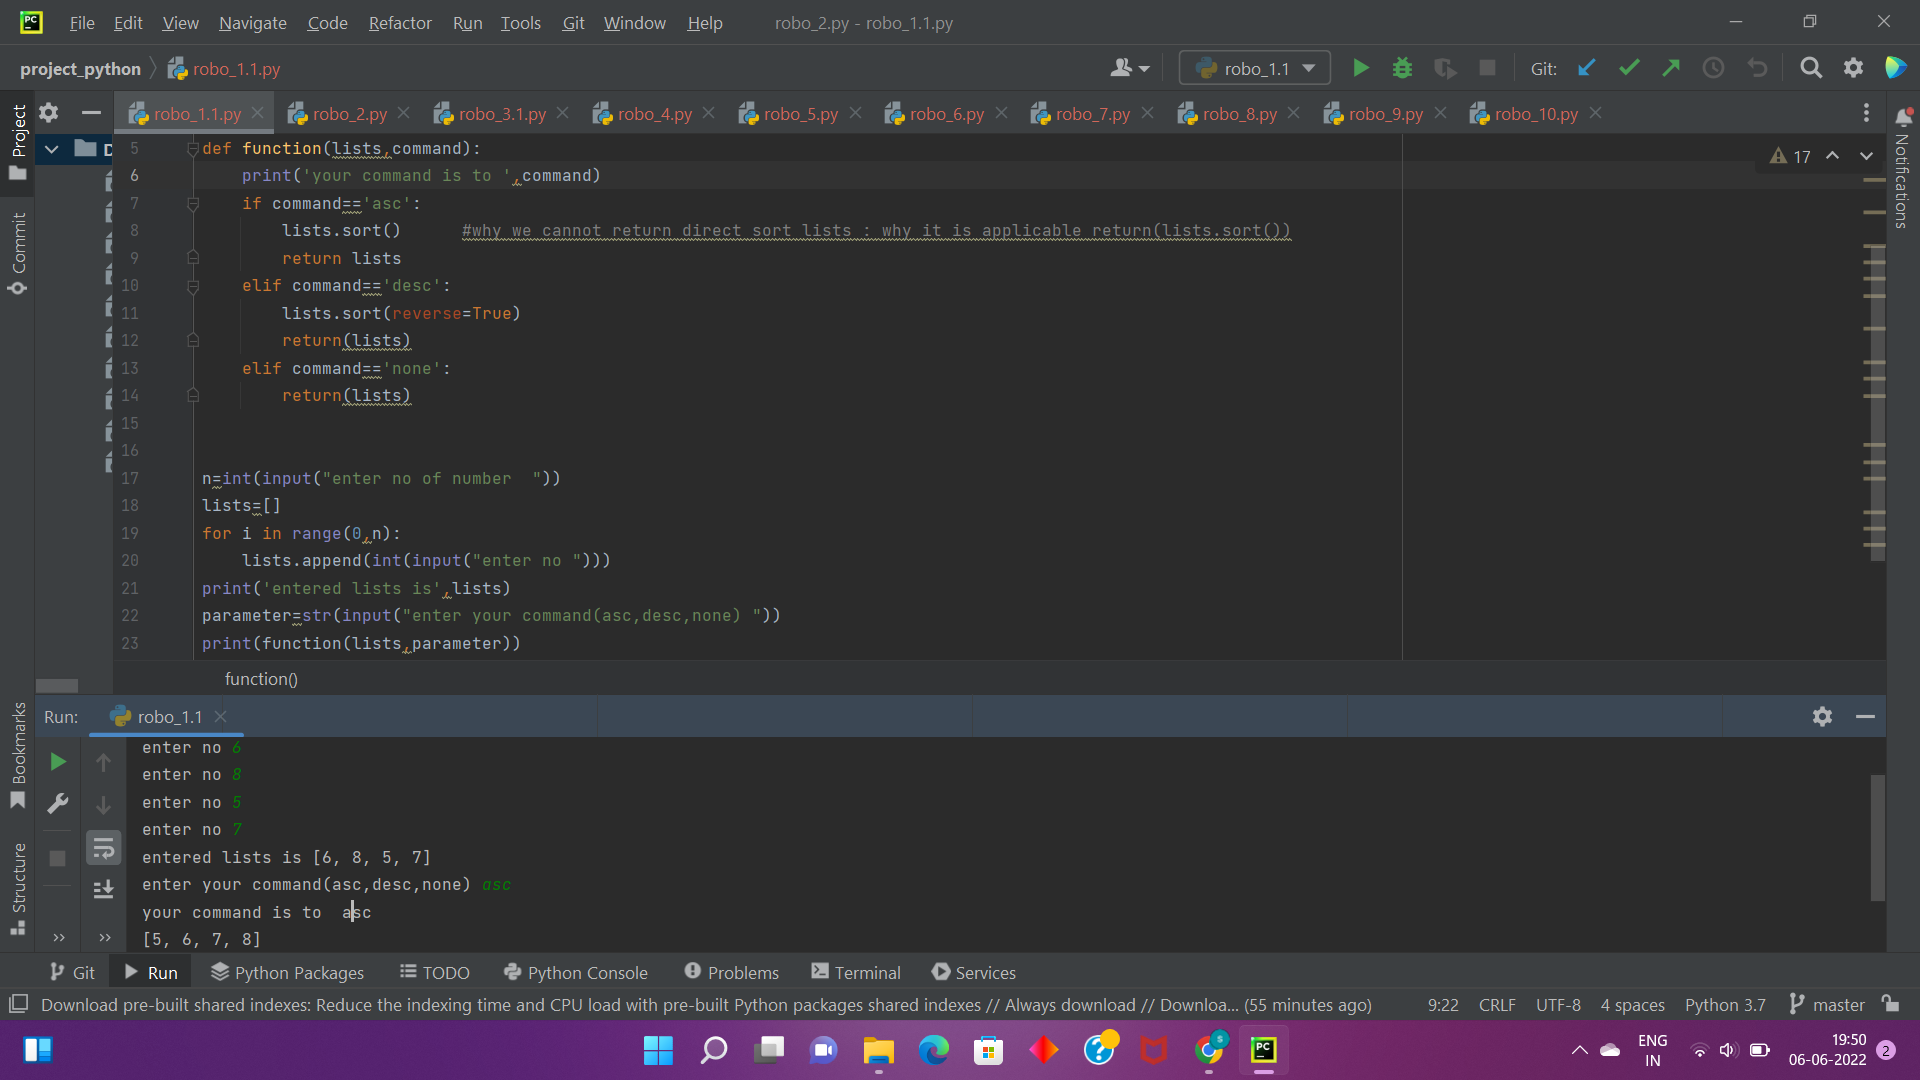 File Edit View Navigate Code Refactor Run Tools Git Window Help robo_2.py - robo_1.1.py
project_python robo_1.1.py robo_1.1 Git:
robo_1.1.py robo_2.py robo_3.1.py robo_4.py robo_5.py robo_6.py robo_7.py robo_8.py robo_9.py robo_10.py
Project
Commit
Bookmarks
Structure
Notifications
17
5 def function(lists,command):
6 print('your command is to ',command)
7 if command=='asc':
8 lists.sort() #why we cannot return direct sort lists : why it is applicable return(lists.sort())
9 return lists
10 elif command=='desc':
11 lists.sort(reverse=True)
12 return(lists)
13 elif command=='none':
14 return(lists)
15
16
17 n=int(input("enter no of number  "))
18 lists=[]
19 for i in range(0,n):
20 lists.append(int(input("enter no ")))
21 print('entered lists is',lists)
22 parameter=str(input("enter your command(asc,desc,none) "))
23 print(function(lists,parameter))
function()
Run: robo_1.1
enter no 6
enter no 8
enter no 5
enter no 7
entered lists is [6, 8, 5, 7]
enter your command(asc,desc,none) asc
your command is to  asc
[5, 6, 7, 8]
Git Run Python Packages TODO Python Console Problems Terminal Services
Download pre-built shared indexes: Reduce the indexing time and CPU load with pre-built Python packages shared indexes // Always download // Downloa... (55 minutes ago) 9:22 CRLF UTF-8 4 spaces Python 3.7 master
ENG
IN
19:50
06-06-2022
2